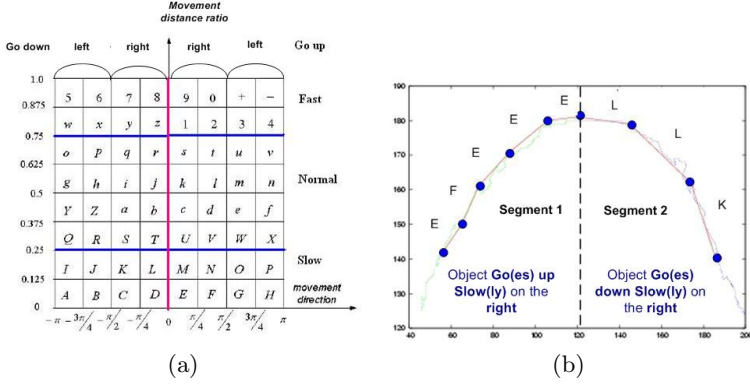 Movement
distance ratio
Go down left right right left Go up
1.0
5 6 7 8 9 0 + − Fast
0.875
w x y z 1 2 3 4
0.75
o p q r s t u v
0.625
g h i j k l m n Normal
0.5
Y Z a b c d e f
0.375
Q R S T U V W X
0.25
I J K L M N O P Slow
0.125
A B C D E F G H movement direction
0
−π −3π/4 −π/2 −π/4 0 π/4 π/2 3π/4 π
(a)
190
180
170
160
150
140
130
120
E F E E E L L K
Segment 1 Segment 2
Object Go(es) up
Slow(ly) on the
right
Object Go(es)
down Slow(ly) on
the right
40 60 80 100 120 140 160 180 200
(b)